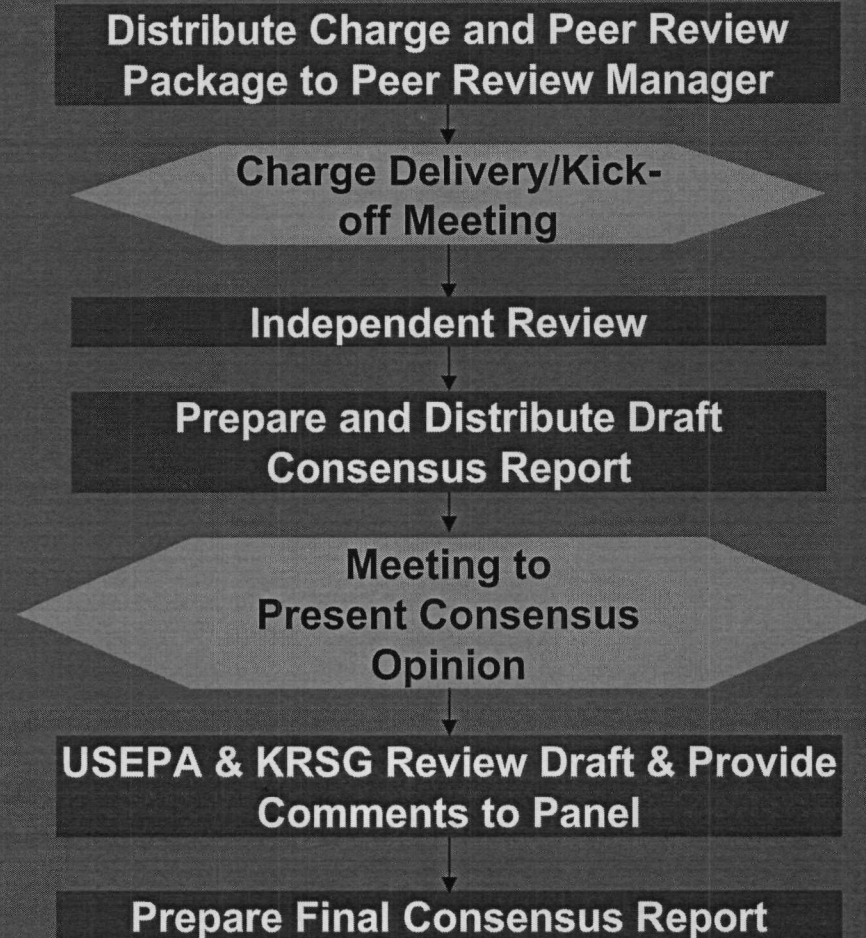 Distribute Charge and Peer Review
Package to Peer Review Manager
Charge Delivery/Kick-
off Meeting
Independent Review
Prepare and Distribute Draft
Consensus Report
Meeting to
Present Consensus
Opinion
USEPA & KRSG Review Draft & Provide
Comments to Panel
Prepare Final Consensus Report